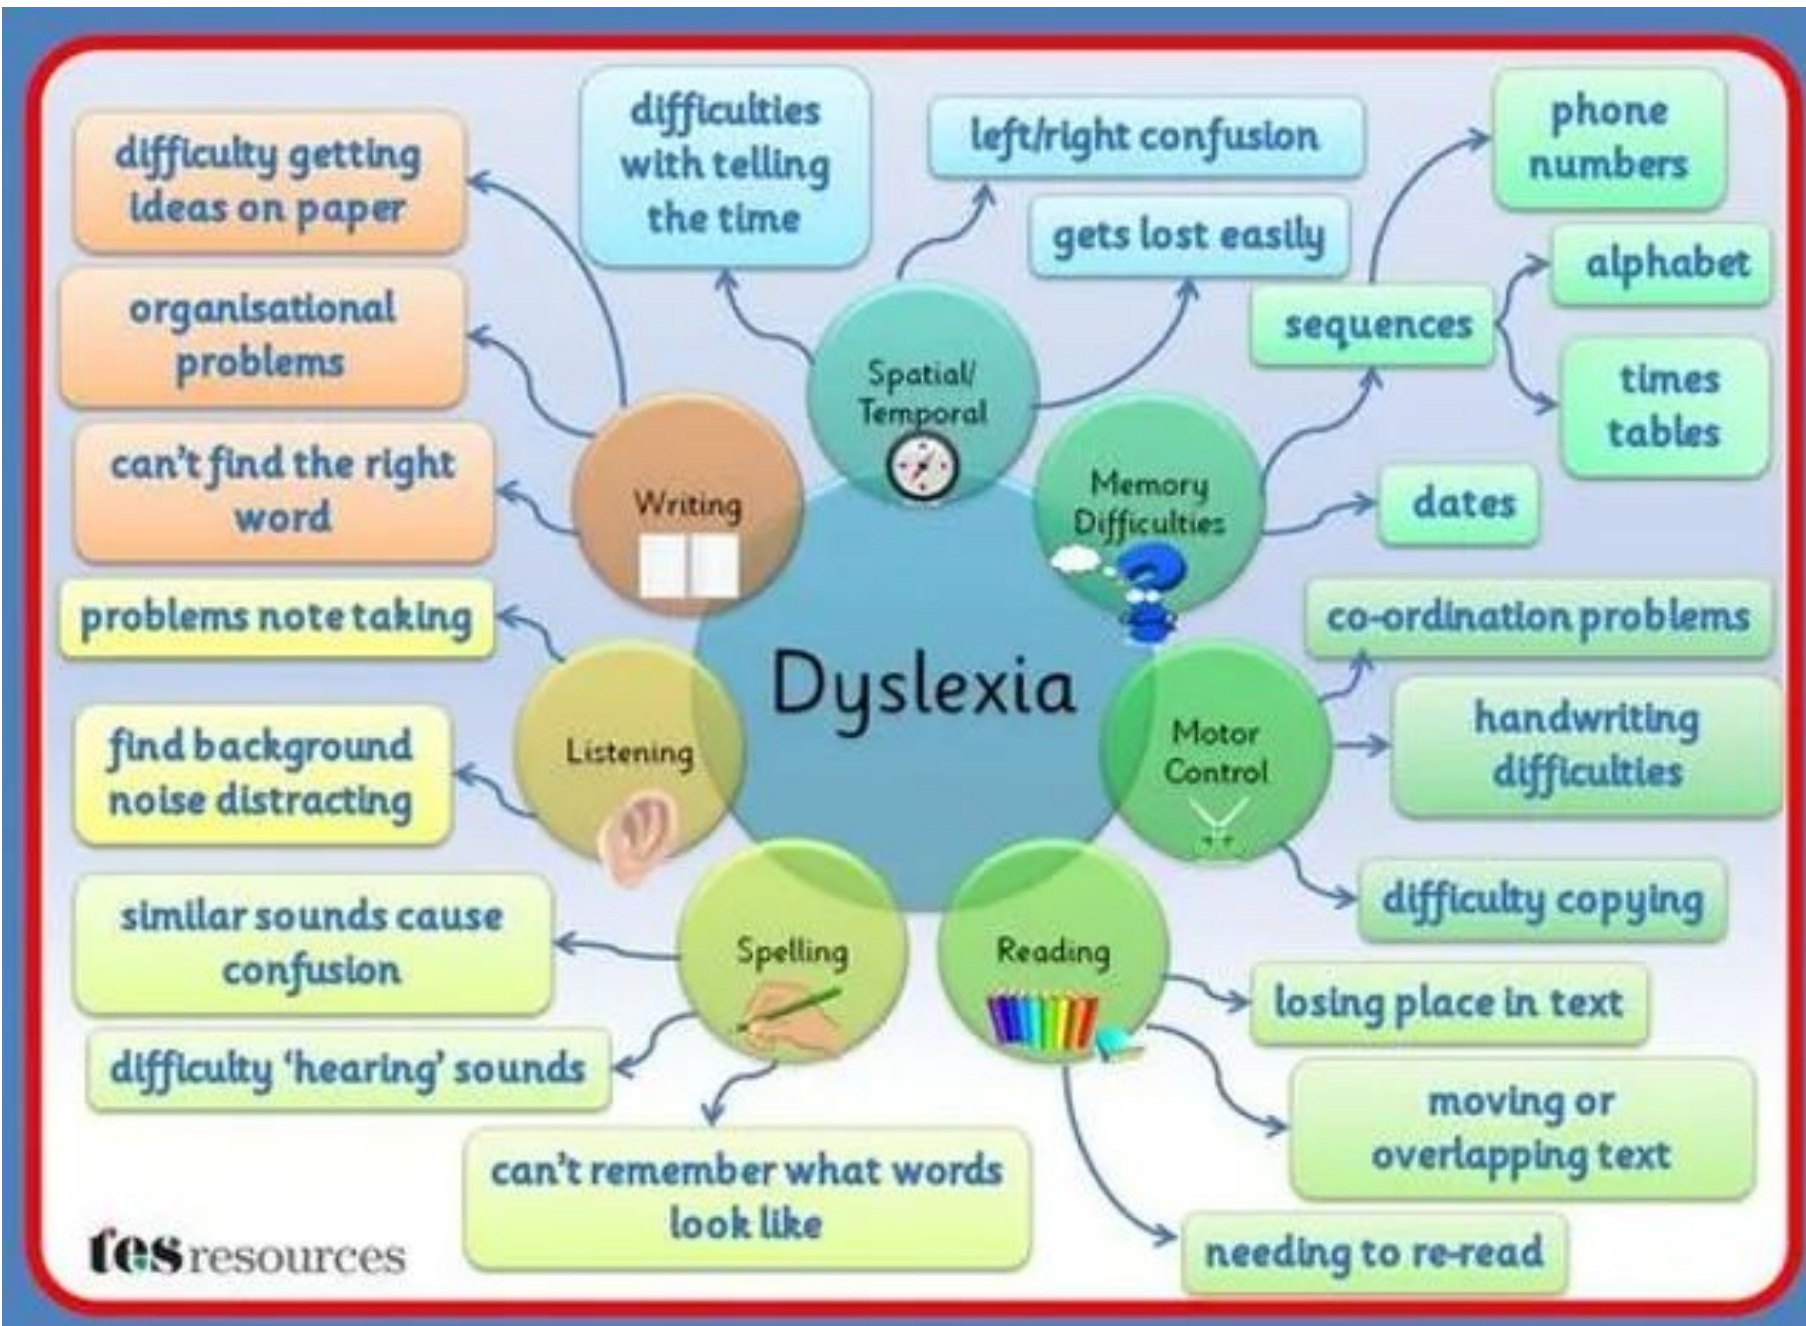 difficulty getting
ideas on paper
organisational
problems
can't find the right
word
problems note taking
find background
noise distracting
similar sounds cause
confusion
difficulty 'hearing' sounds
can't remember what words
look like
difficulties
with telling
the time
left/right confusion
gets lost easily
phone
numbers
alphabet
sequences
times
tables
dates
co-ordination problems
handwriting
difficulties
difficulty copying
losing place in text
moving or
overlapping text
needing to re-read
Spatial/
Temporal
Memory
Difficulties
Writing
Dyslexia
Listening
Motor
Control
Spelling
Reading
tes resources